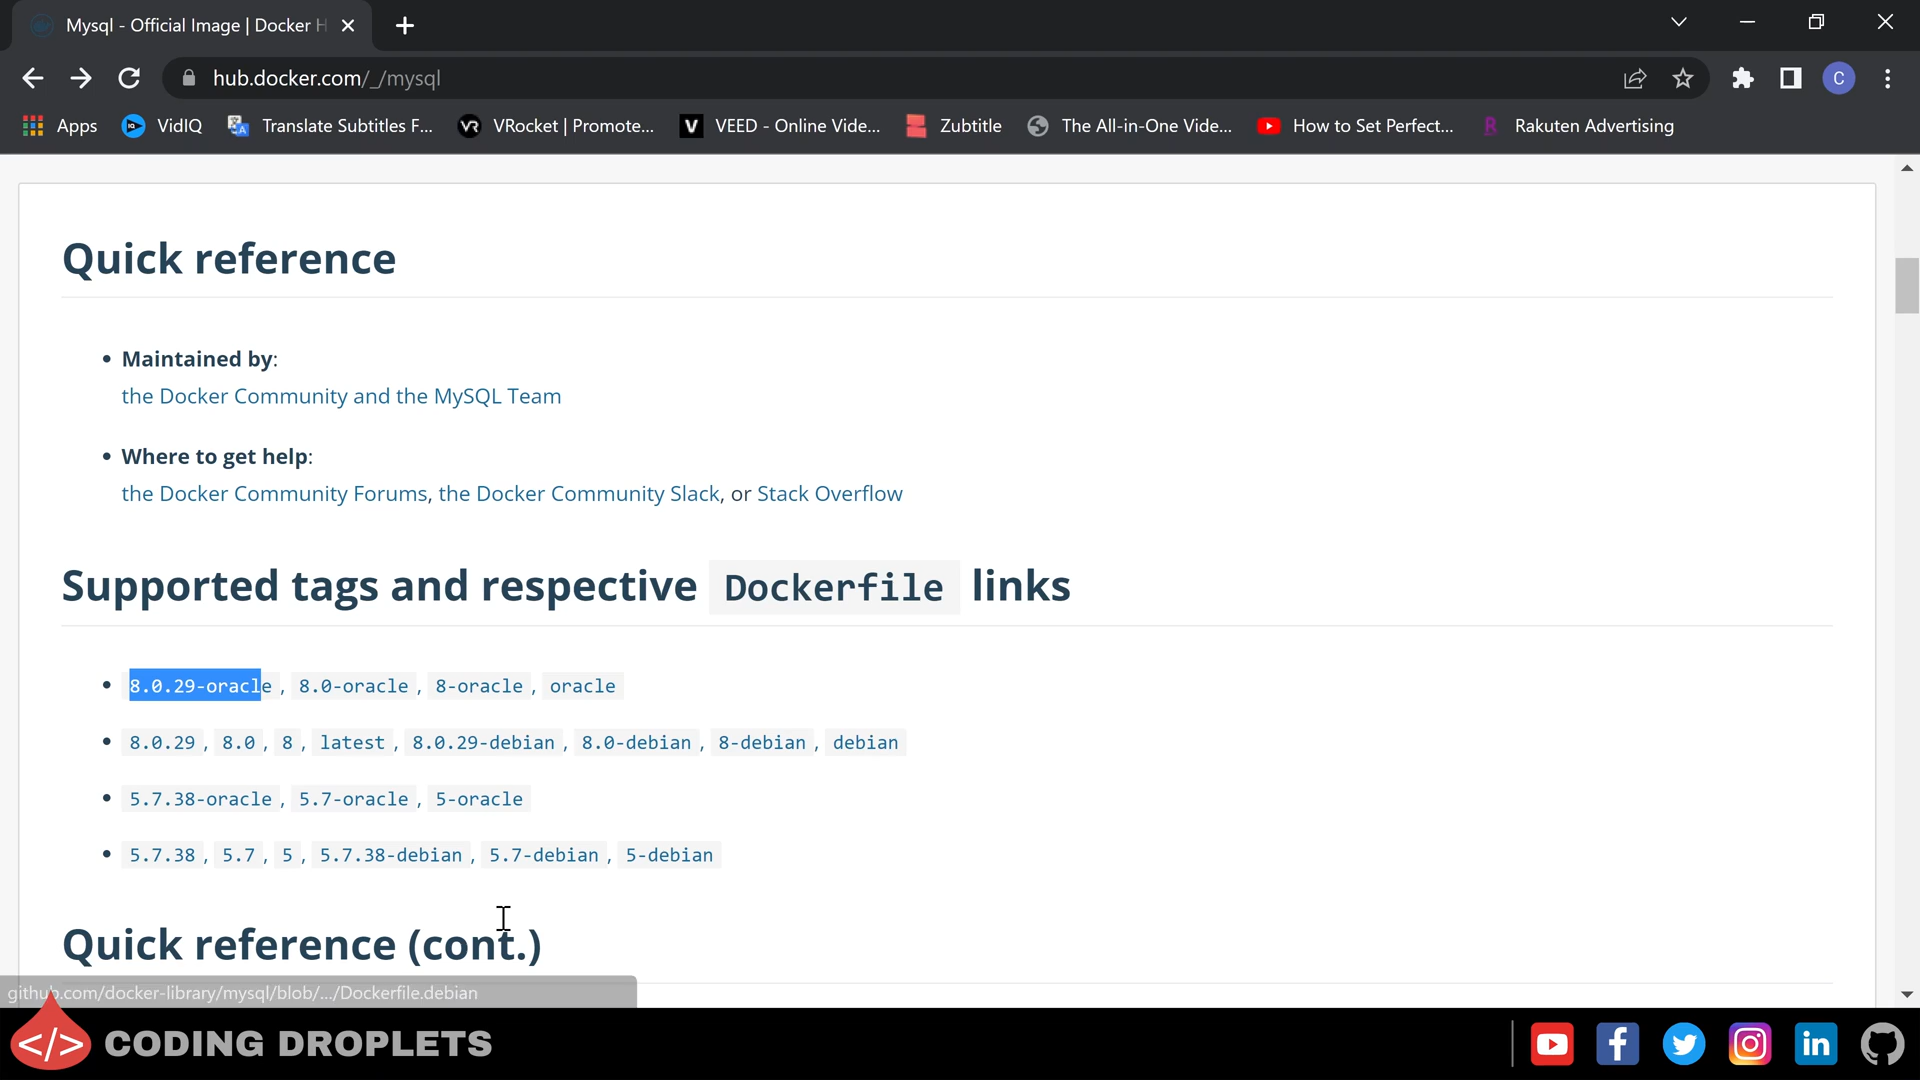 Mysql - Official Image | Docker H
hub.docker.com/_/mysql
C
Apps
VidIQ
Translate Subtitles F...
VRocket | Promote...
VEED - Online Vide...
Zubtitle
The All-in-One Vide...
How to Set Perfect...
Rakuten Advertising
Quick reference
• Maintained by:
the Docker Community and the MySQL Team
• Where to get help:
the Docker Community Forums, the Docker Community Slack, or Stack Overflow
Supported tags and respective Dockerfile links
• 8.0.29-oracle , 8.0-oracle , 8-oracle , oracle
• 8.0.29 , 8.0 , 8 , latest , 8.0.29-debian , 8.0-debian , 8-debian , debian
• 5.7.38-oracle , 5.7-oracle , 5-oracle
• 5.7.38 , 5.7 , 5 , 5.7.38-debian , 5.7-debian , 5-debian
Quick reference (cont.)
github.com/docker-library/mysql/blob/.../Dockerfile.debian
</> CODING DROPLETS